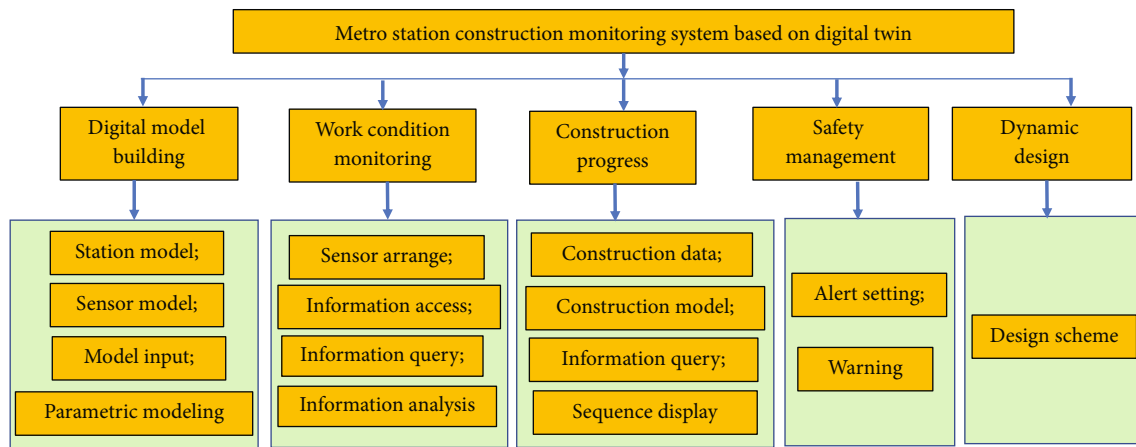 Metro station construction monitoring system based on digital twin
Digital model
building
Work condition
monitoring
Construction
progress
Safety
management
Dynamic
design
Station model;
Sensor model;
Model input;
Parametric modeling
Sensor arrange;
Information access;
Information query;
Information analysis
Construction data;
Construction model;
Information query;
Sequence display
Alert setting;
Warning
Design scheme